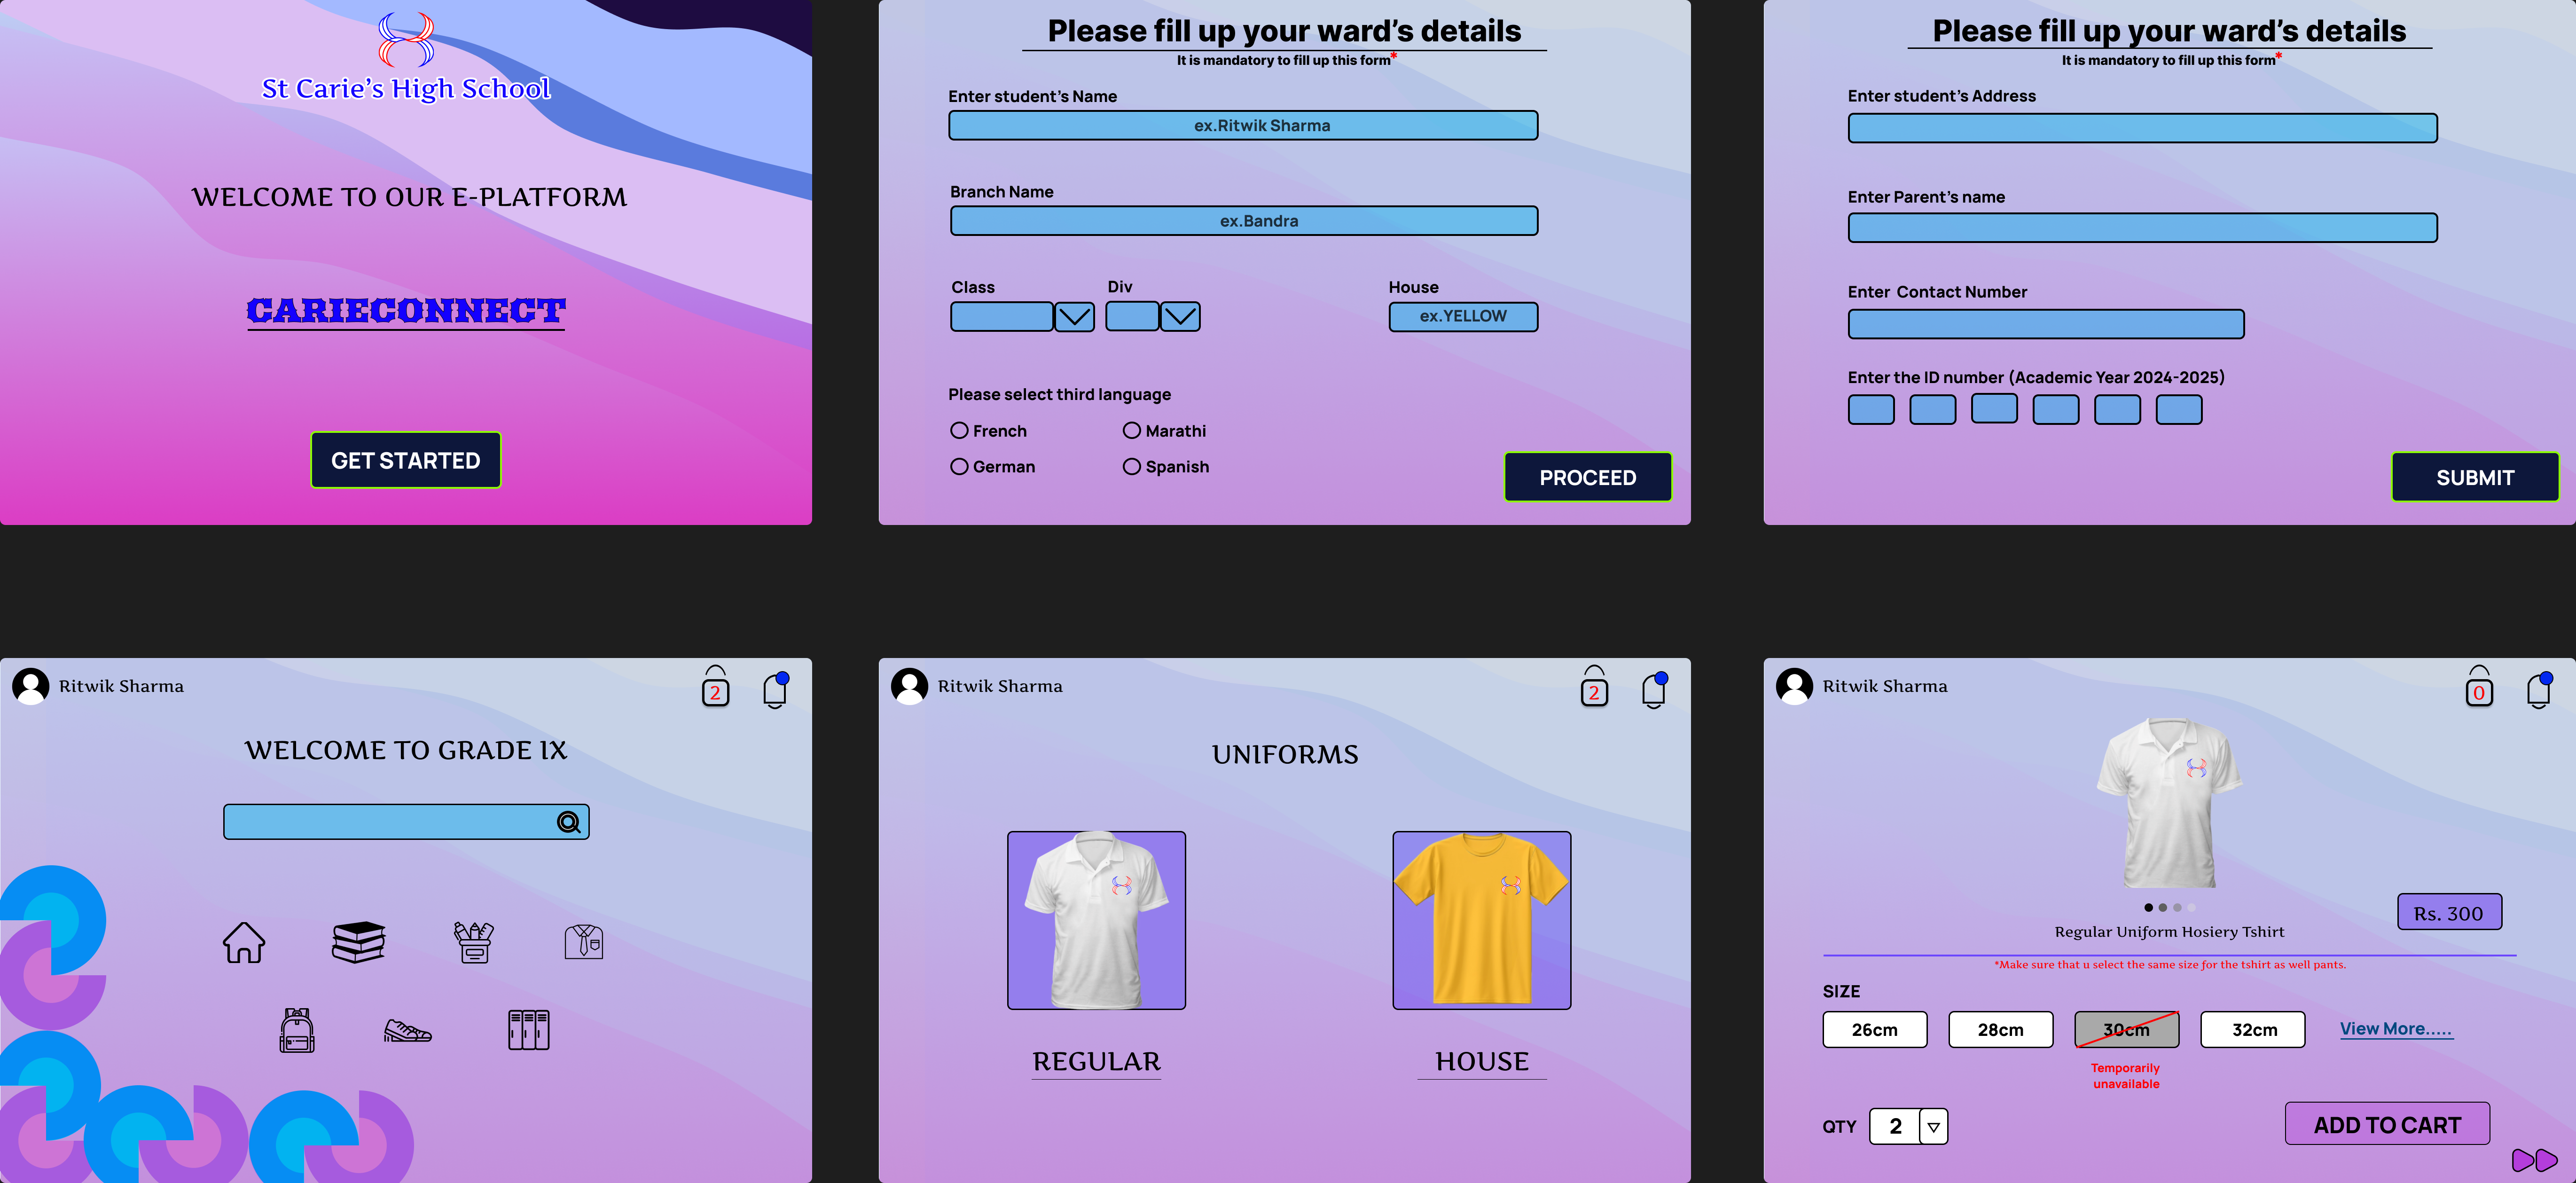 St Carie's High School
WELCOME TO OUR E-PLATFORM
CARIECONNECT
GET STARTED
Please fill up your ward's details
It is mandatory to fill up this form*
Enter student's Name
ex.Ritwik Sharma
Branch Name
ex.Bandra
Class Div House
ex.YELLOW
Please select third language
French Marathi
German Spanish
PROCEED
Please fill up your ward's details
It is mandatory to fill up this form*
Enter student's Address
Enter Parent's name
Enter Contact Number
Enter the ID number (Academic Year 2024-2025)
SUBMIT
Ritwik Sharma 2
WELCOME TO GRADE IX
Ritwik Sharma 2
UNIFORMS
REGULAR HOUSE
Ritwik Sharma 0
Rs. 300
Regular Uniform Hosiery Tshirt
*Make sure that u select the same size for the tshirt as well pants.
SIZE
26cm 28cm 30cm 32cm View More.....
Temporarily
unavailable
QTY 2 ADD TO CART